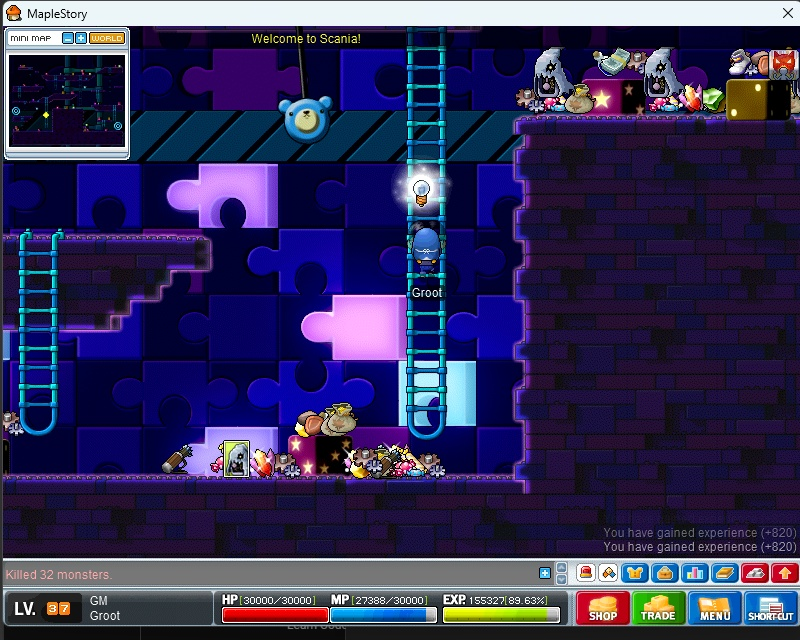 MapleStory
MINI MAP
WORLD
Welcome to Scania!
Groot
You have gained experience (+820)
You have gained experience (+820)
Killed 32 monsters.
LV. 37
GM
Groot
HP [30000/30000]
MP [27388/30000]
EXP. 155327[89.63%]
SHOP
TRADE
MENU
SHORTCUT